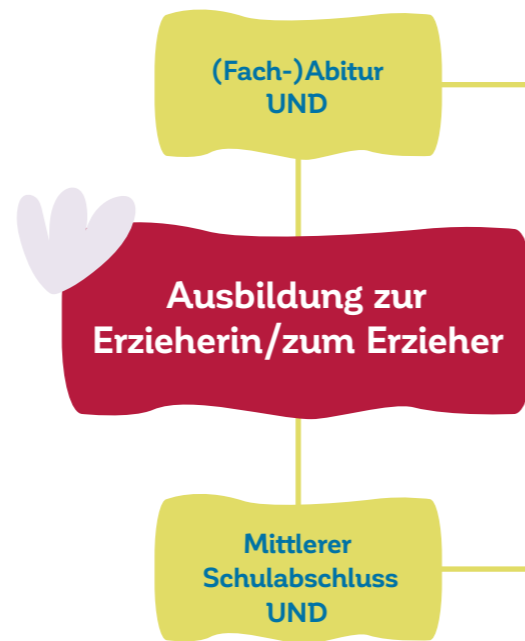 (Fach-)Abitur
UND
Ausbildung zur
Erzieherin/zum Erzieher
Mittlerer
Schulabschluss
UND